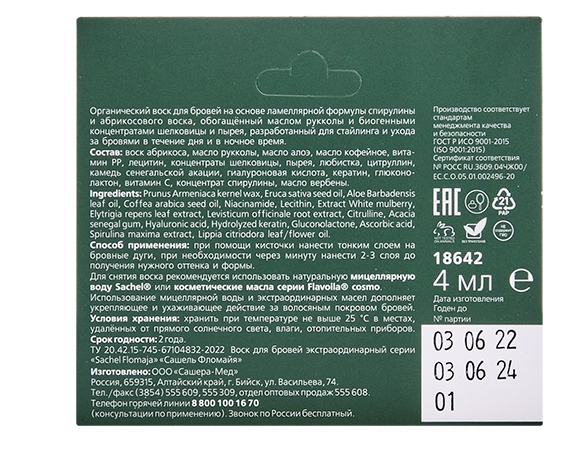 Органический воск для бровей на основе ламеллярной формулы спирулины
и абрикосового воска, обогащённый маслом рукколы и биогенными
концентратами шелковицы и пырея, разработанный для стайлинга и ухода
за бровями в течение дня и в ночное время.
Состав: воск абрикоса, масло рукколы, масло алоэ, масло кофейное, вита-
мин PP, лецитин, концентраты шелковицы, пырея, любистка, цитруллин,
камедь сенегальской акации, гиалуроновая кислота, кератин, глюконо-
лактон, витамин С, концентрат спирулины, масло вербены.
Ingredients: Prunus Armeniaca kernel wax, Eruca sativa seed oil, Aloe Barbadensis
leaf oil, Coffea arabica seed oil, Niacinamide, Lecithin, Extract White mulberry,
Elytrigia repens leaf extract, Levisticum officinale root extract, Citrulline, Acacia
senegal gum, Hyaluronic acid, Hydrolyzed keratin, Gluconolactone, Ascorbic acid,
Spirulina maxima extract, Lippia citriodora leaf/flower oil.
Способ применения: при помощи кисточки нанести тонким слоем на
бровные дуги, при необходимости через минуту нанести 2-3 слоя до
получения нужного оттенка и формы.
Для снятия воска рекомендуется использовать натуральную мицеллярную
воду Sachel® или косметические масла серии Flavolla® cosmo.
Использование мицеллярной воды и экстраординарных масел дополняет
укрепляющее и ухаживающее действие за волосяным покровом бровей.
Условия хранения: хранить при температуре не выше 25 °С в местах,
удалённых от прямого солнечного света, влаги, отопительных приборов.
Срок годности: 2 года.
ТУ 20.42.15-745-67104832-2022 Воск для бровей экстраординарный серии
«Sachel Flomaja» «Сашель Фломайя»
Изготовлено: ООО «Сашера-Мед»
Россия, 659315, Алтайский край, г. Бийск, ул. Васильева, 74.
Тел./факс (3854) 555 609, 555 309, отдел оптовых продаж 555 608.
Телефон горячей линии 8 800 100 16 70
(консультации по применению). Звонок по России бесплатный.
Производство соответствует
стандартам
менеджмента качества
и безопасности
ГОСТ Р ИСО 9001-2015
(ISO 9001:2015)
Сертификат соответствия
№ РОСС RU.3609.04ЧЖ00/
ЕС.С.О.05.01.002496-20
EAC
21
PAP
18642
4 мл e
Дата изготовления
Годен до
№ партии
03 06 22
03 06 24
01